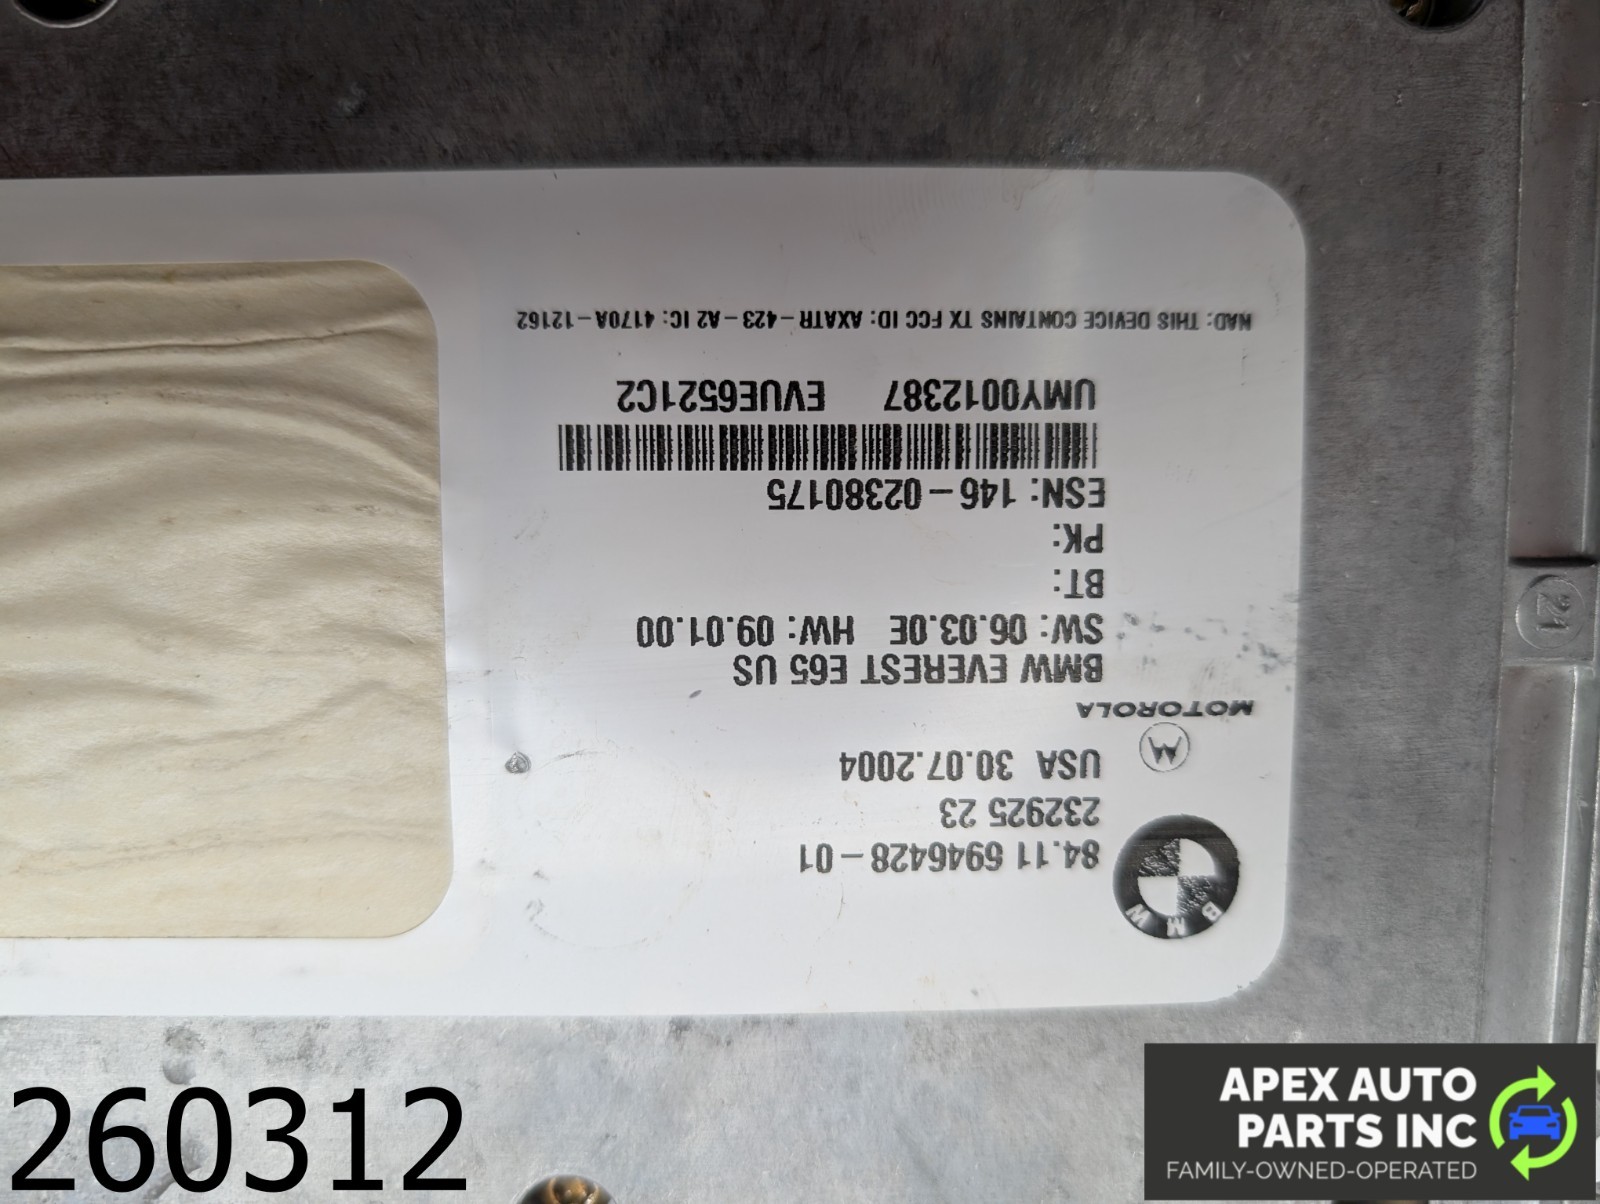 84.11 6946428-01
232925 23
USA 30.07.2004
BMW
MOTOROLA
BMW EVEREST E65 US
SW: 06.03.0E HW: 09.01.00
BT:
PK:
ESN: 146-02380175
UMY0012387 EVUE6521C2
NAD: THIS DEVICE CONTAINS TX FCC ID: AXATR-423-A2 IC: 4170A-12162
21
260312
APEX AUTO
PARTS INC
FAMILY-OWNED-OPERATED